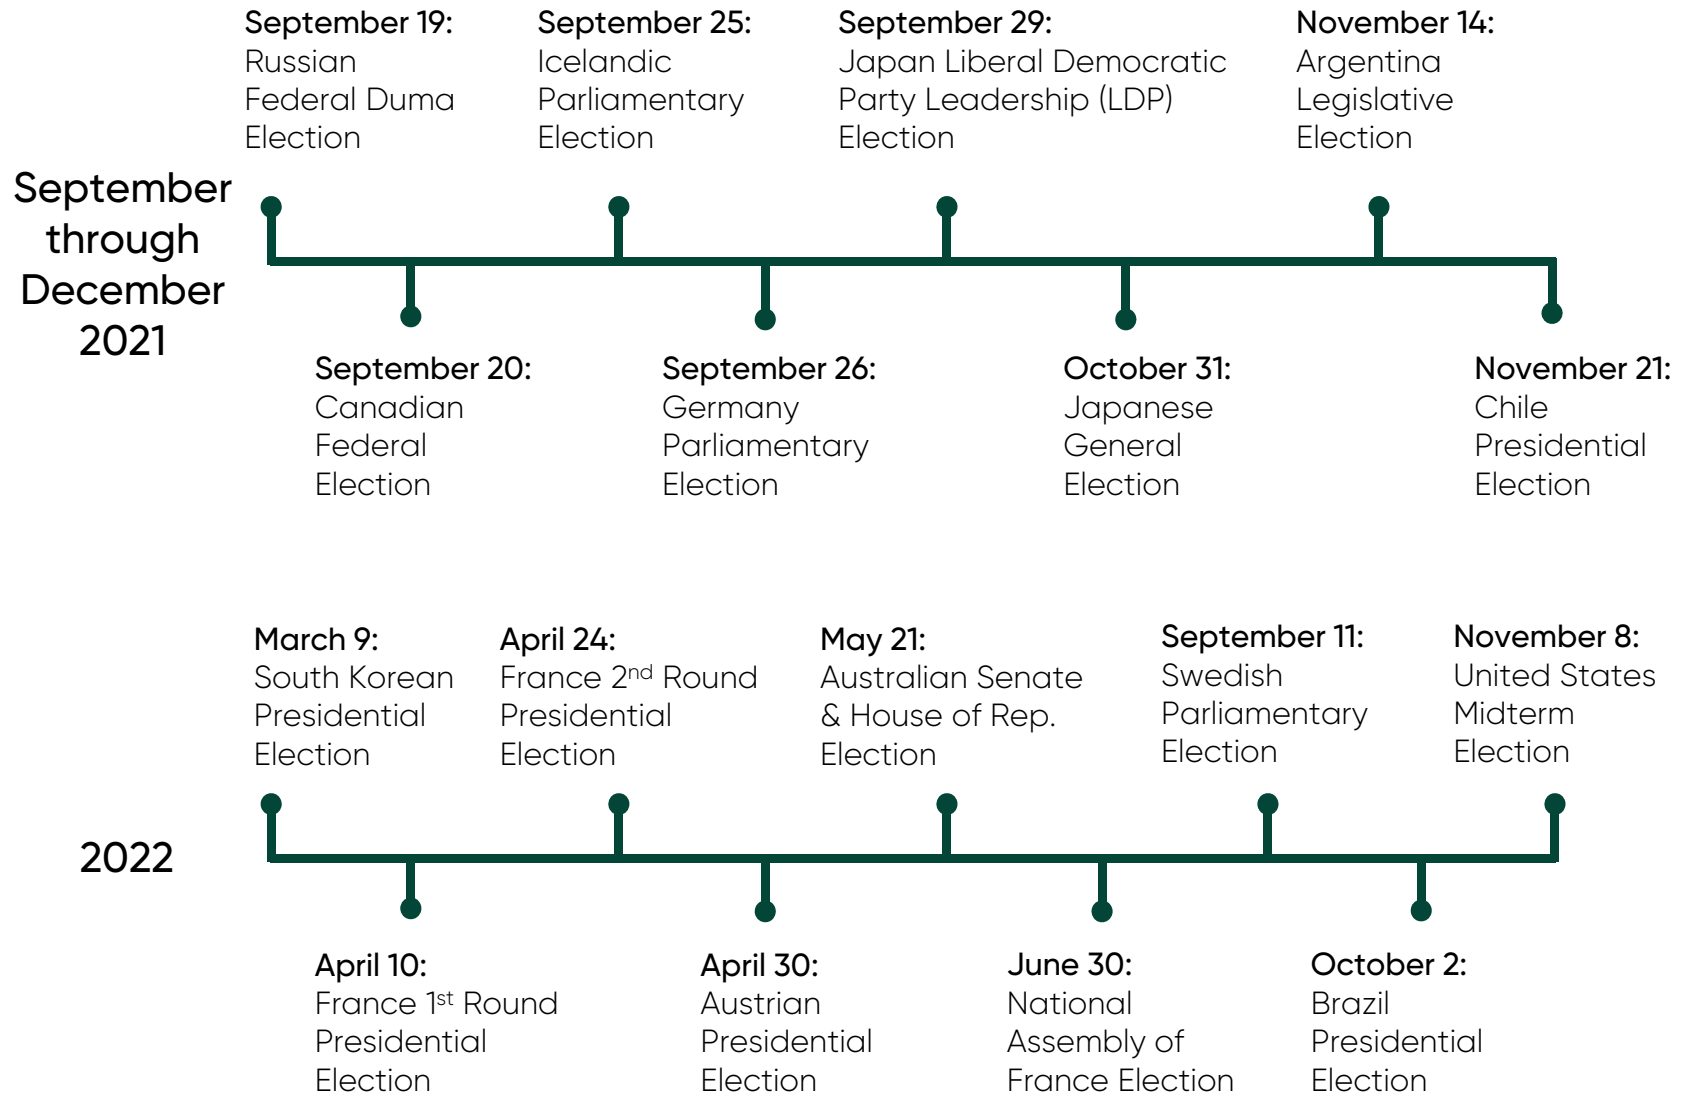 September 19:
Russian
Federal Duma
Election
September 25:
Icelandic
Parliamentary
Election
September 29:
Japan Liberal Democratic
Party Leadership (LDP)
Election
November 14:
Argentina
Legislative
Election
September
through
December
2021
September 20:
Canadian
Federal
Election
September 26:
Germany
Parliamentary
Election
October 31:
Japanese
General
Election
November 21:
Chile
Presidential
Election
March 9:
South Korean
Presidential
Election
April 24:
France 2nd Round
Presidential
Election
May 21:
Australian Senate
& House of Rep.
Election
September 11:
Swedish
Parliamentary
Election
November 8:
United States
Midterm
Election
2022
April 10:
France 1st Round
Presidential
Election
April 30:
Austrian
Presidential
Election
June 30:
National
Assembly of
France Election
October 2:
Brazil
Presidential
Election